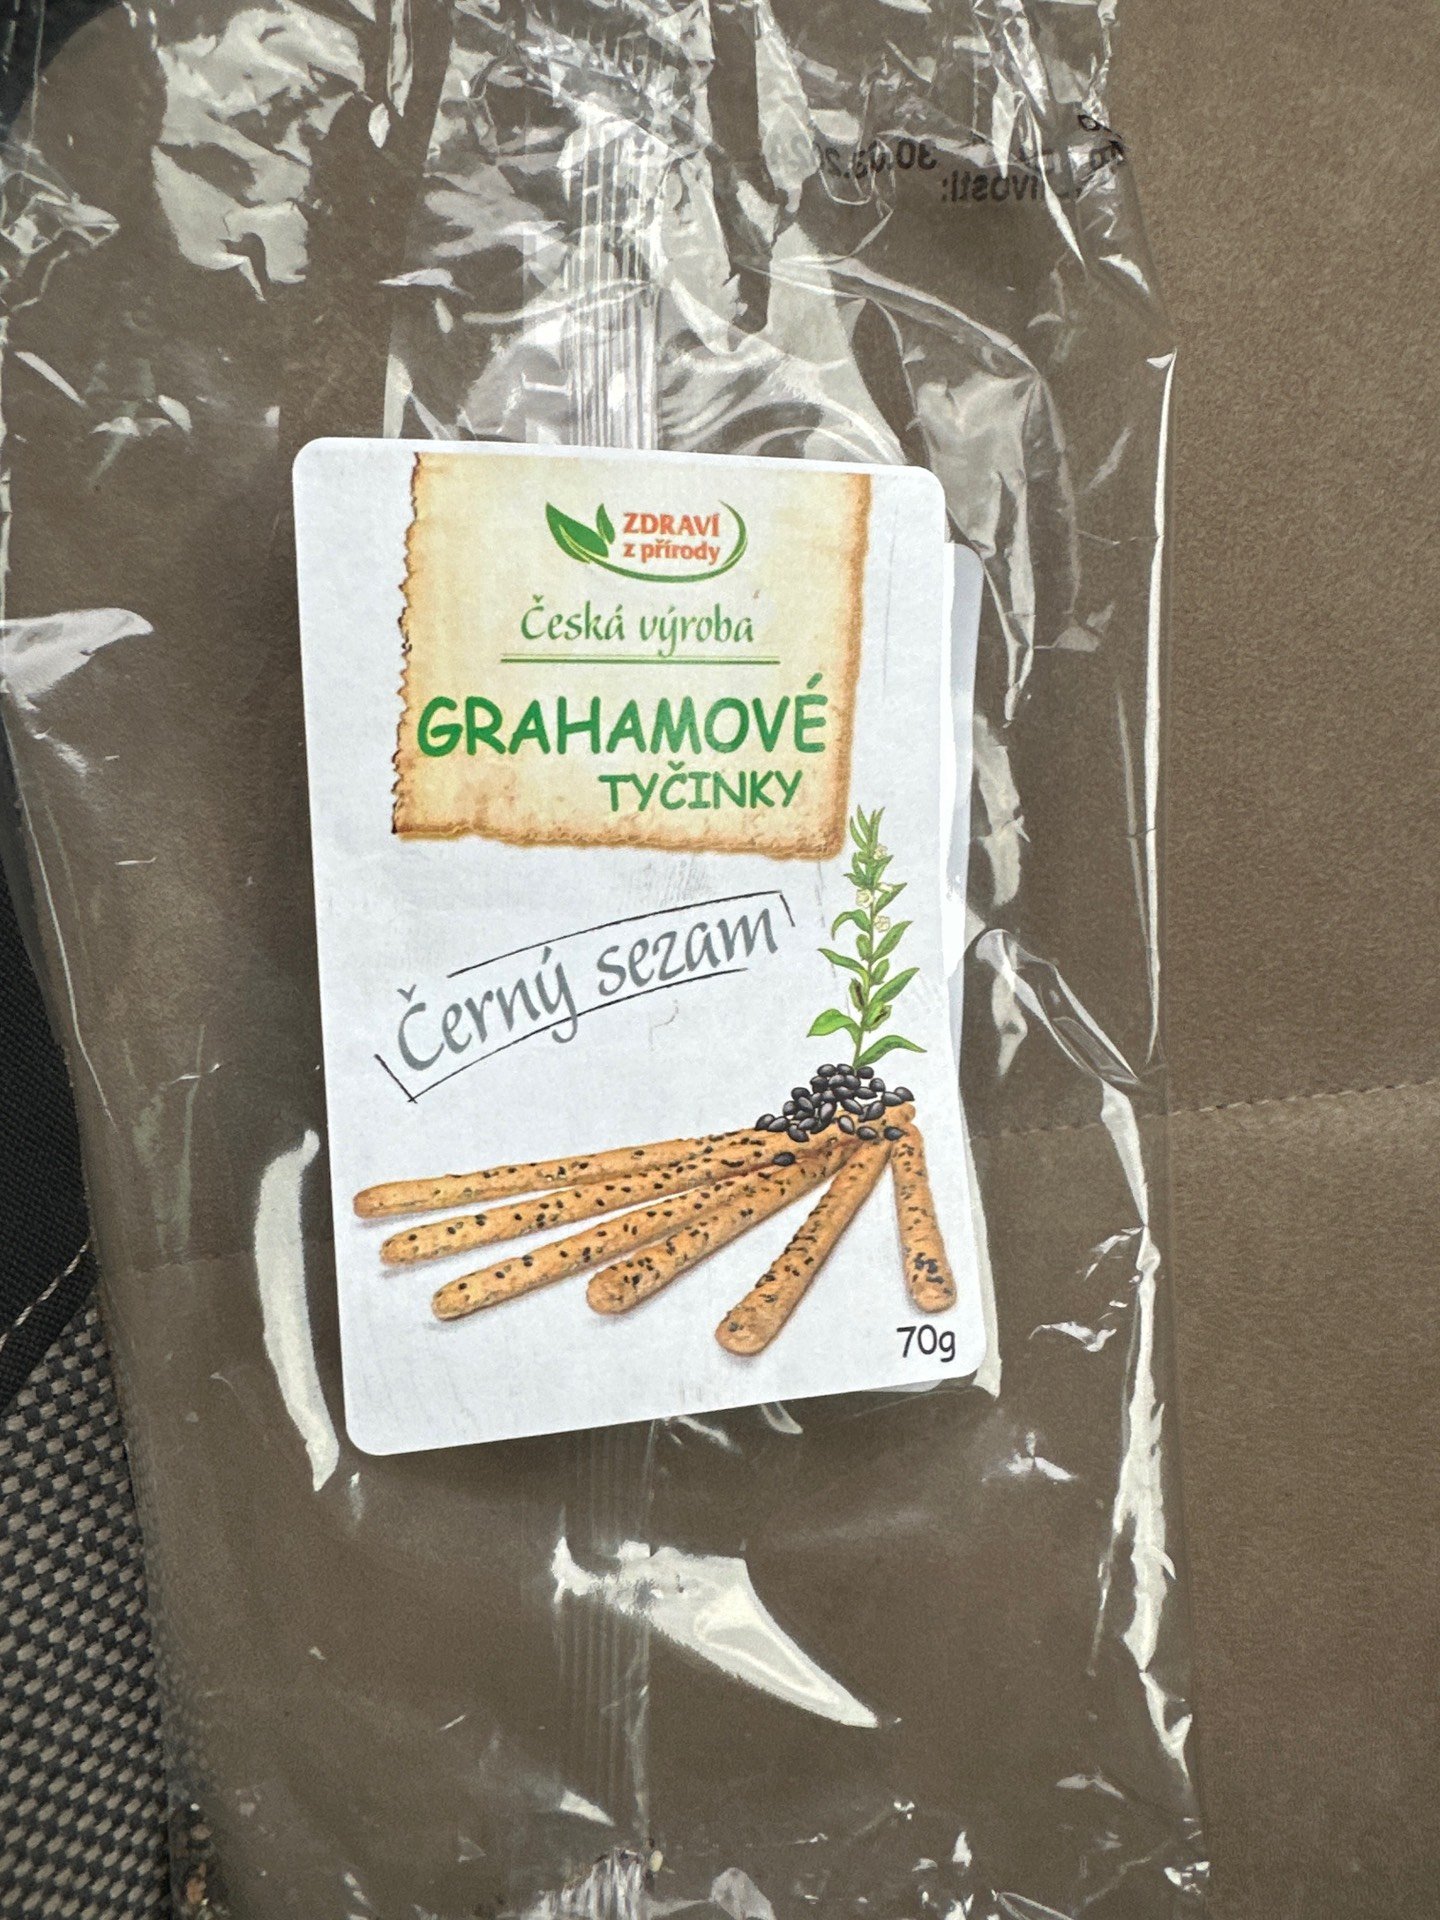 ZDRAVÍ
z přírody
Česká výroba
GRAHAMOVÉ
TYČINKY
Černý sezam
70g